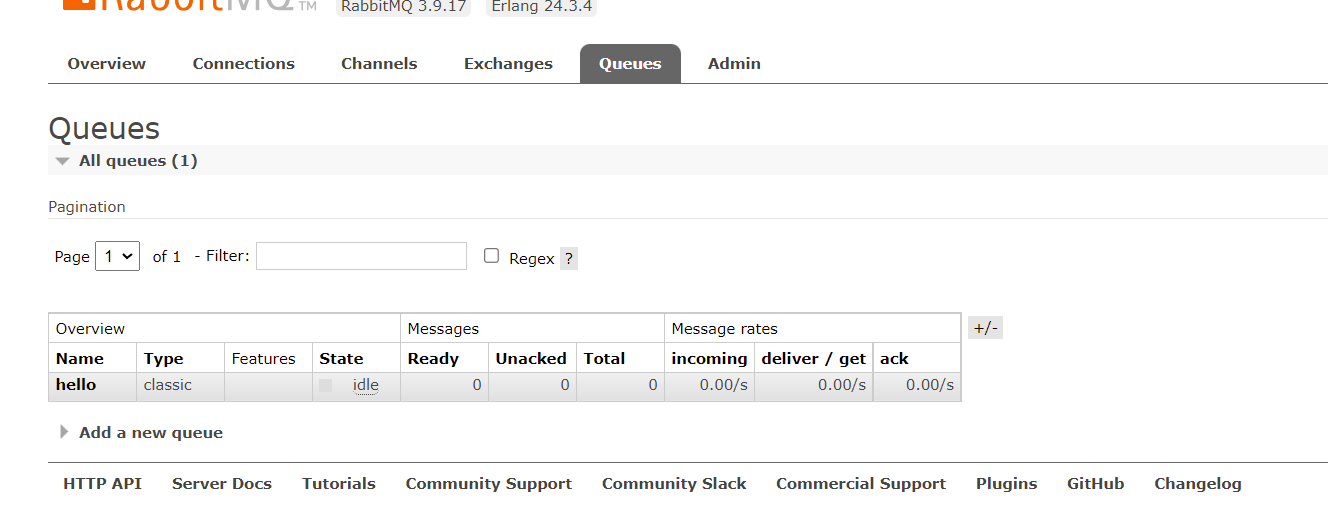 RabbitMQ TM RabbitMQ 3.9.17 Erlang 24.3.4
Overview Connections Channels Exchanges Queues Admin
Queues
All queues (1)
Pagination
Page 1 of 1 - Filter: Regex ?
Overview Messages Message rates +/-
Name Type Features State Ready Unacked Total incoming deliver / get ack
hello classic idle 0 0 0 0.00/s 0.00/s 0.00/s
Add a new queue
HTTP API Server Docs Tutorials Community Support Community Slack Commercial Support Plugins GitHub Changelog